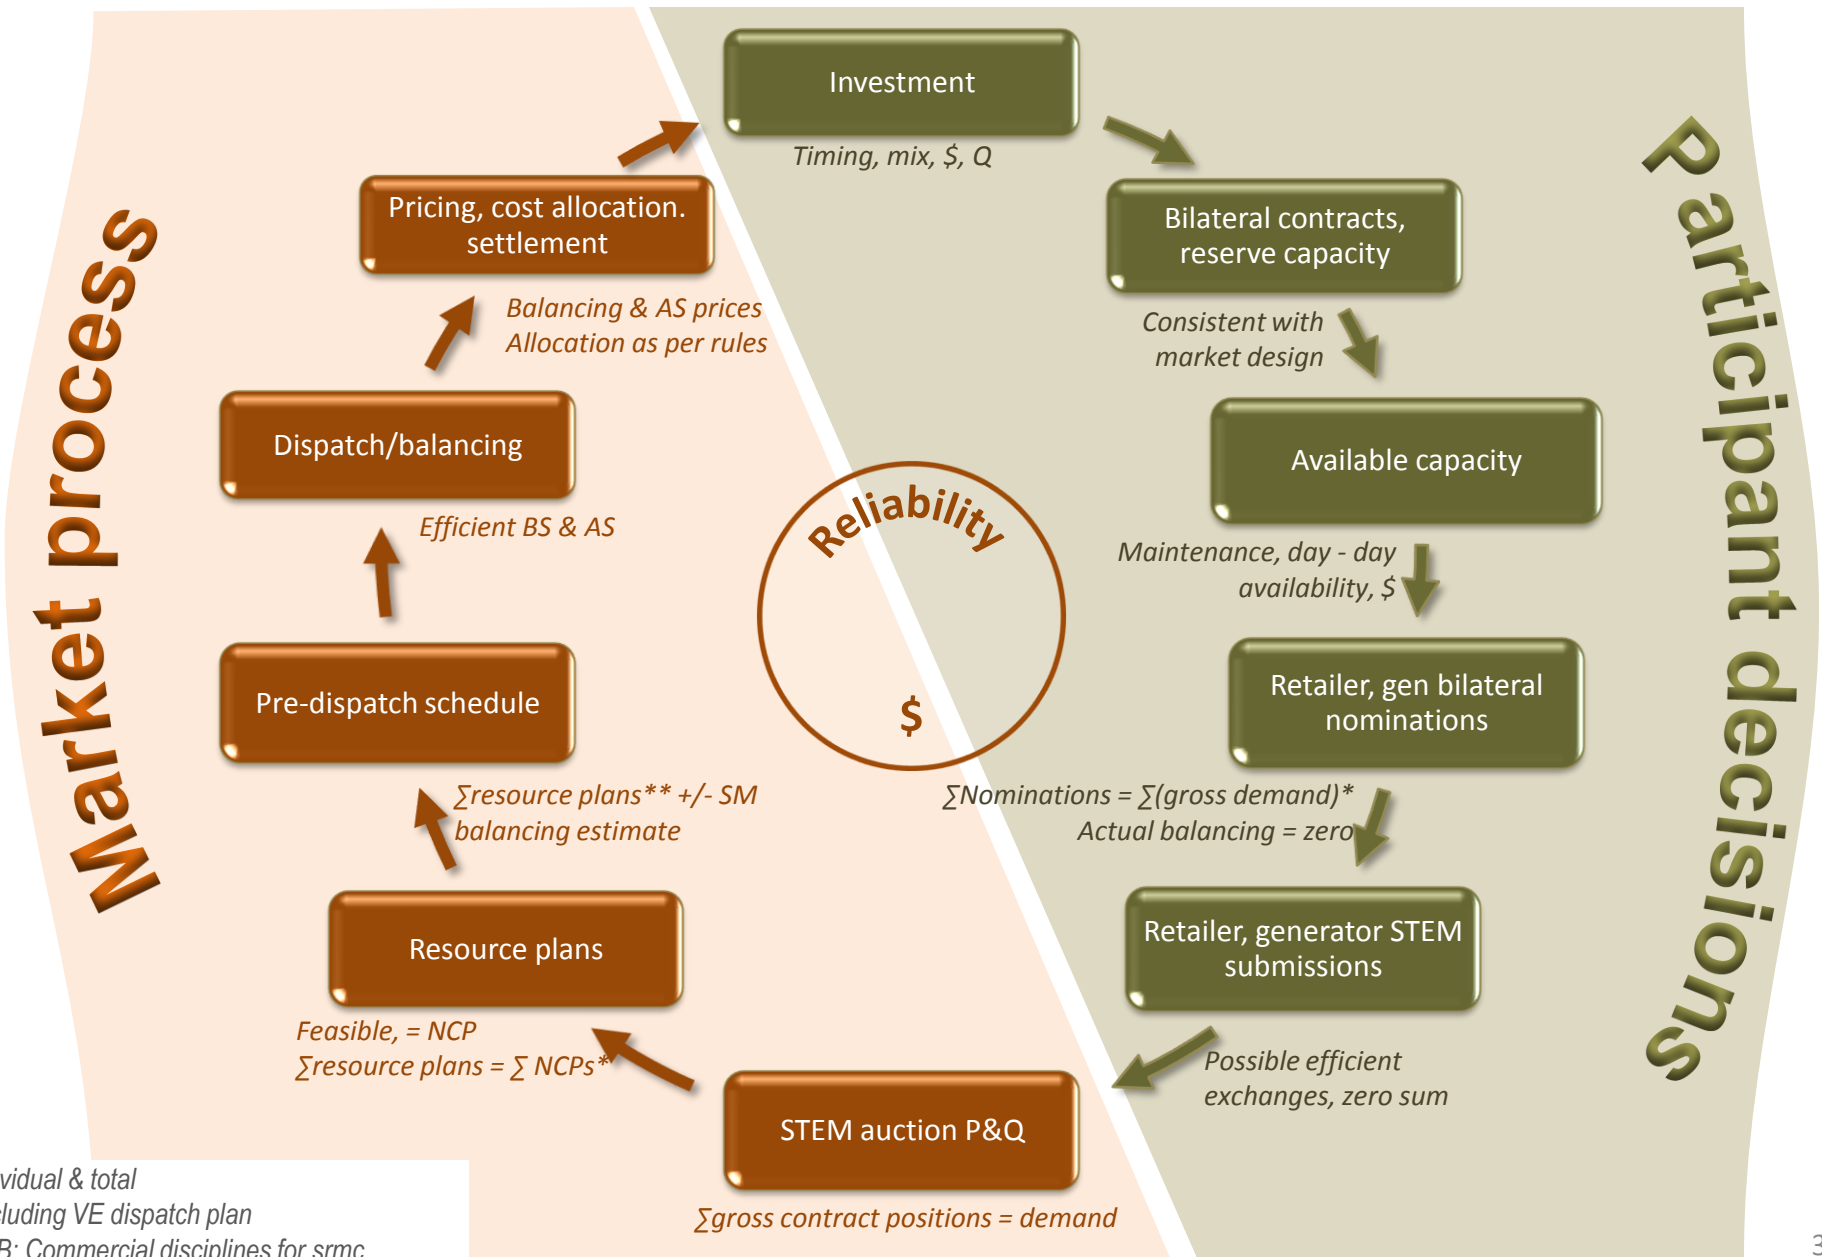 Market process
Participant decisions
Investment
Timing, mix, $, Q
Bilateral contracts,
reserve capacity
Consistent with
market design
Available capacity
Maintenance, day - day
availability, $
Retailer, gen bilateral
nominations
∑Nominations = ∑(gross demand)*
Actual balancing = zero
Retailer, generator STEM
submissions
Possible efficient
exchanges, zero sum
STEM auction P&Q
∑gross contract positions = demand
Resource plans
Feasible, = NCP
∑resource plans = ∑ NCPs*
Pre-dispatch schedule
∑resource plans** +/- SM
balancing estimate
Dispatch/balancing
Efficient BS & AS
Pricing, cost allocation.
settlement
Balancing & AS prices
Allocation as per rules
Reliability
$
& total
VE dispatch plan
Commercial disciplines for srmc
3